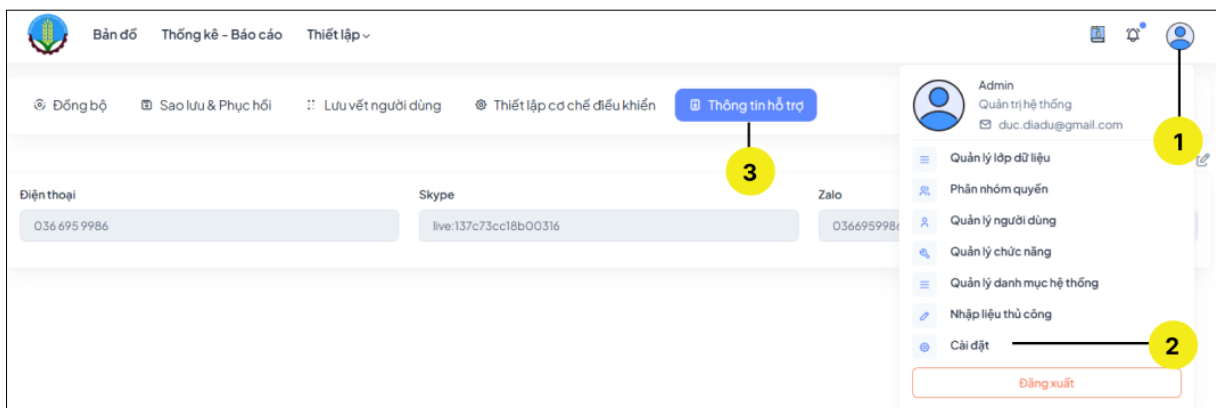 Bản đồ Thống kê - Báo cáo Thiết lập
Admin
Quản trị hệ thống
duc.diadu@gmail.com
1
Đồng bộ Sao lưu & Phục hồi Lưu vết người dùng Thiết lập cơ chế điều khiển Thông tin hỗ trợ
3
Quản lý lớp dữ liệu
Phân nhóm quyền
Quản lý người dùng
Quản lý chức năng
Quản lý danh mục hệ thống
Nhập liệu thủ công
Cài đặt
2
Đăng xuất
Điện thoại Skype Zalo
036 695 9986 live:137c73cc18b00316 036695998